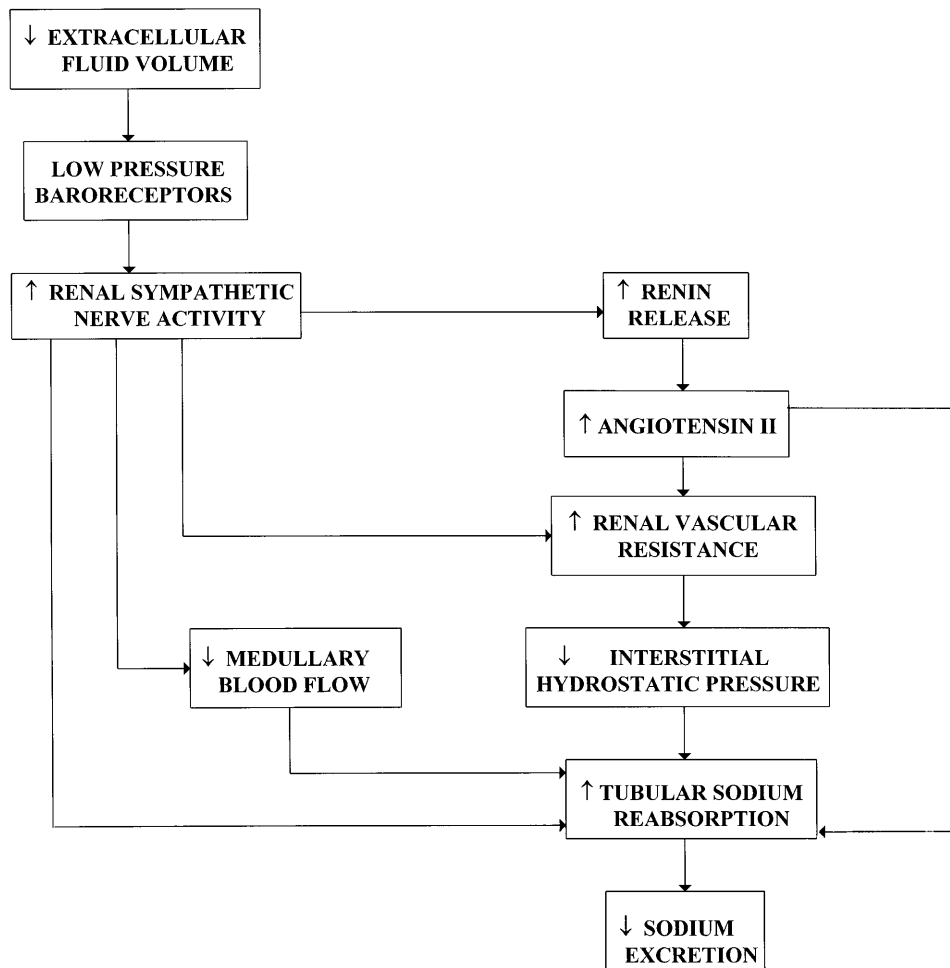 ↓ EXTRACELLULAR
FLUID VOLUME
LOW PRESSURE
BARORECEPTORS
↑ RENAL SYMPATHETIC
NERVE ACTIVITY
↑ RENIN
RELEASE
↑ ANGIOTENSIN II
↑ RENAL VASCULAR
RESISTANCE
↓ MEDULLARY
BLOOD FLOW
↓ INTERSTITIAL
HYDROSTATIC PRESSURE
↑ TUBULAR SODIUM
REABSORPTION
↓ SODIUM
EXCRETION